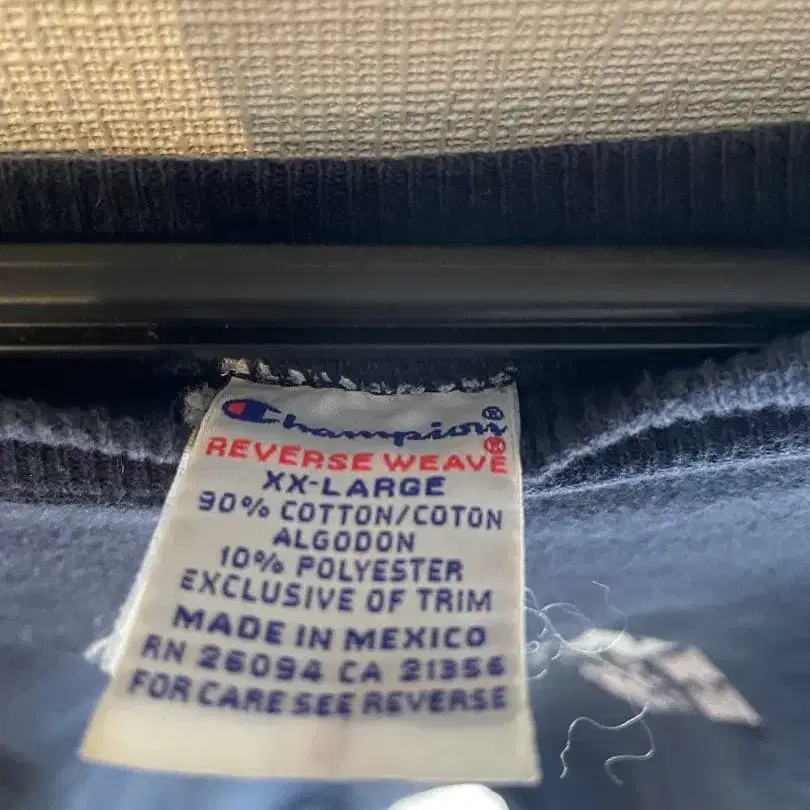 Champion®
REVERSE WEAVE®
XX-LARGE
90% COTTON/COTON
ALGODON
10% POLYESTER
EXCLUSIVE OF TRIM
MADE IN MEXICO
RN 26094 CA 21356
FOR CARE SEE REVERSE